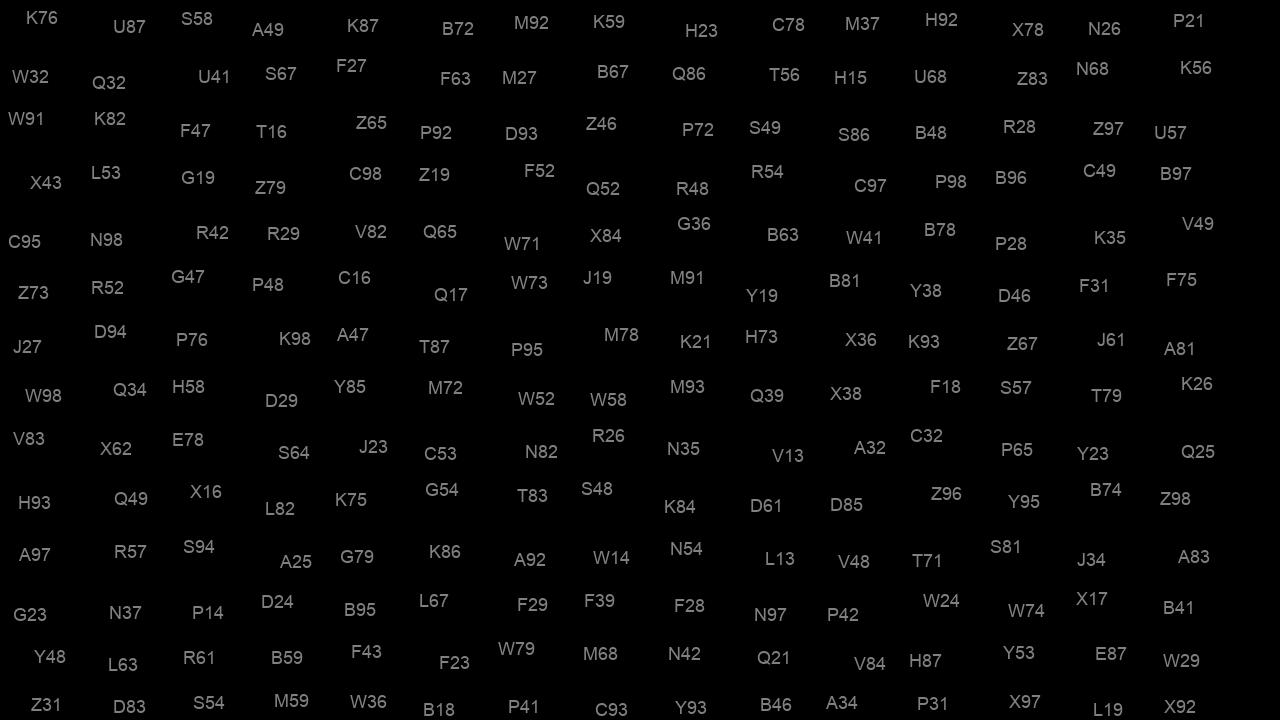 K76 U87 S58 A49 K87 B72 M92 K59 H23 C78 M37 H92 X78 N26 P21
W32 Q32 U41 S67 F27 F63 M27 B67 Q86 T56 H15 U68 Z83 N68 K56
W91 K82 F47 T16 Z65 P92 D93 Z46 P72 S49 S86 B48 R28 Z97 U57
X43 L53 G19 Z79 C98 Z19 F52 Q52 R48 R54 C97 P98 B96 C49 B97
C95 N98 R42 R29 V82 Q65 W71 X84 G36 B63 W41 B78 P28 K35 V49
Z73 R52 G47 P48 C16 Q17 W73 J19 M91 Y19 B81 Y38 D46 F31 F75
J27 D94 P76 K98 A47 T87 P95 M78 K21 H73 X36 K93 Z67 J61 A81
W98 Q34 H58 D29 Y85 M72 W52 W58 M93 Q39 X38 F18 S57 T79 K26
V83 X62 E78 S64 J23 C53 N82 R26 N35 V13 A32 C32 P65 Y23 Q25
H93 Q49 X16 L82 K75 G54 T83 S48 K84 D61 D85 Z96 Y95 B74 Z98
A97 R57 S94 A25 G79 K86 A92 W14 N54 L13 V48 T71 S81 J34 A83
G23 N37 P14 D24 B95 L67 F29 F39 F28 N97 P42 W24 W74 X17 B41
Y48 L63 R61 B59 F43 F23 W79 M68 N42 Q21 V84 H87 Y53 E87 W29
Z31 D83 S54 M59 W36 B18 P41 C93 Y93 B46 A34 P31 X97 L19 X92